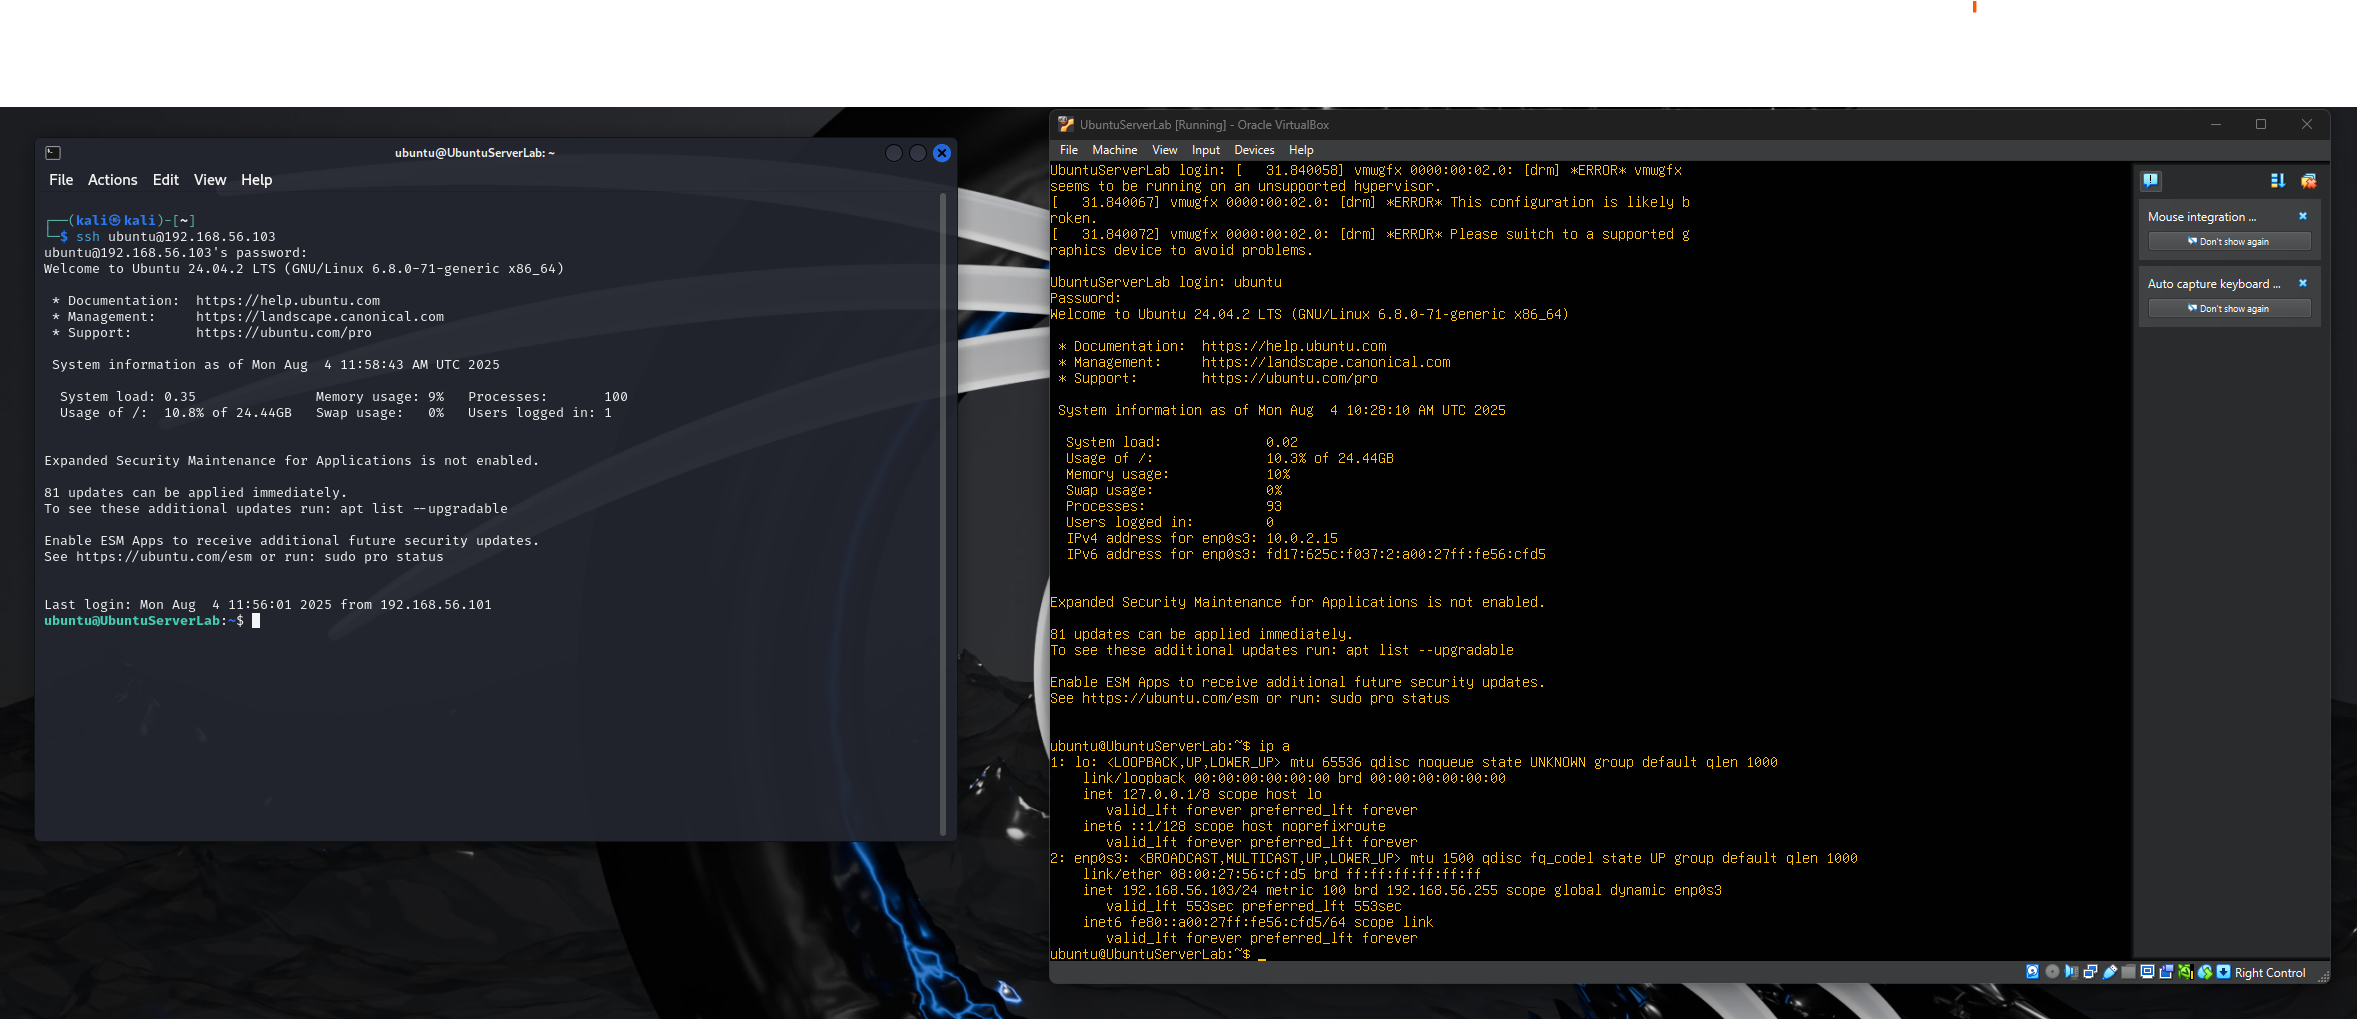 ubuntu@UbuntuServerLab: ~
File Actions Edit View Help
┌──(kali㉿kali)-[~]
└─$ ssh ubuntu@192.168.56.103
ubuntu@192.168.56.103's password:
Welcome to Ubuntu 24.04.2 LTS (GNU/Linux 6.8.0-71-generic x86_64)
* Documentation:  https://help.ubuntu.com
* Management:     https://landscape.canonical.com
* Support:        https://ubuntu.com/pro
System information as of Mon Aug  4 11:58:43 AM UTC 2025
System load: 0.35               Memory usage: 9%   Processes:       100
Usage of /:  10.8% of 24.44GB   Swap usage:   0%   Users logged in: 1
Expanded Security Maintenance for Applications is not enabled.
81 updates can be applied immediately.
To see these additional updates run: apt list --upgradable
Enable ESM Apps to receive additional future security updates.
See https://ubuntu.com/esm or run: sudo pro status
Last login: Mon Aug  4 11:56:01 2025 from 192.168.56.101
ubuntu@UbuntuServerLab:~$
UbuntuServerLab [Running] - Oracle VirtualBox
File Machine View Input Devices Help
UbuntuServerLab login: [   31.840058] vmwgfx 0000:00:02.0: [drm] *ERROR* vmwgfx
seems to be running on an unsupported hypervisor.
[   31.840067] vmwgfx 0000:00:02.0: [drm] *ERROR* This configuration is likely b
roken.
[   31.840072] vmwgfx 0000:00:02.0: [drm] *ERROR* Please switch to a supported g
raphics device to avoid problems.
UbuntuServerLab login: ubuntu
Password:
Welcome to Ubuntu 24.04.2 LTS (GNU/Linux 6.8.0-71-generic x86_64)
* Documentation:  https://help.ubuntu.com
* Management:     https://landscape.canonical.com
* Support:        https://ubuntu.com/pro
System information as of Mon Aug  4 10:28:10 AM UTC 2025
System load:             0.02
Usage of /:              10.3% of 24.44GB
Memory usage:            10%
Swap usage:              0%
Processes:               93
Users logged in:         0
IPv4 address for enp0s3: 10.0.2.15
IPv6 address for enp0s3: fd17:625c:f037:2:a00:27ff:fe56:cfd5
Expanded Security Maintenance for Applications is not enabled.
81 updates can be applied immediately.
To see these additional updates run: apt list --upgradable
Enable ESM Apps to receive additional future security updates.
See https://ubuntu.com/esm or run: sudo pro status
ubuntu@UbuntuServerLab:~$ ip a
1: lo: <LOOPBACK,UP,LOWER_UP> mtu 65536 qdisc noqueue state UNKNOWN group default qlen 1000
link/loopback 00:00:00:00:00:00 brd 00:00:00:00:00:00
inet 127.0.0.1/8 scope host lo
valid_lft forever preferred_lft forever
inet6 ::1/128 scope host noprefixroute
valid_lft forever preferred_lft forever
2: enp0s3: <BROADCAST,MULTICAST,UP,LOWER_UP> mtu 1500 qdisc fq_codel state UP group default qlen 1000
link/ether 08:00:27:56:cf:d5 brd ff:ff:ff:ff:ff:ff
inet 192.168.56.103/24 metric 100 brd 192.168.56.255 scope global dynamic enp0s3
valid_lft 553sec preferred_lft 553sec
inet6 fe80::a00:27ff:fe56:cfd5/64 scope link
valid_lft forever preferred_lft forever
ubuntu@UbuntuServerLab:~$ _
Mouse integration ...
Don't show again
Auto capture keyboard ...
Don't show again
Right Control